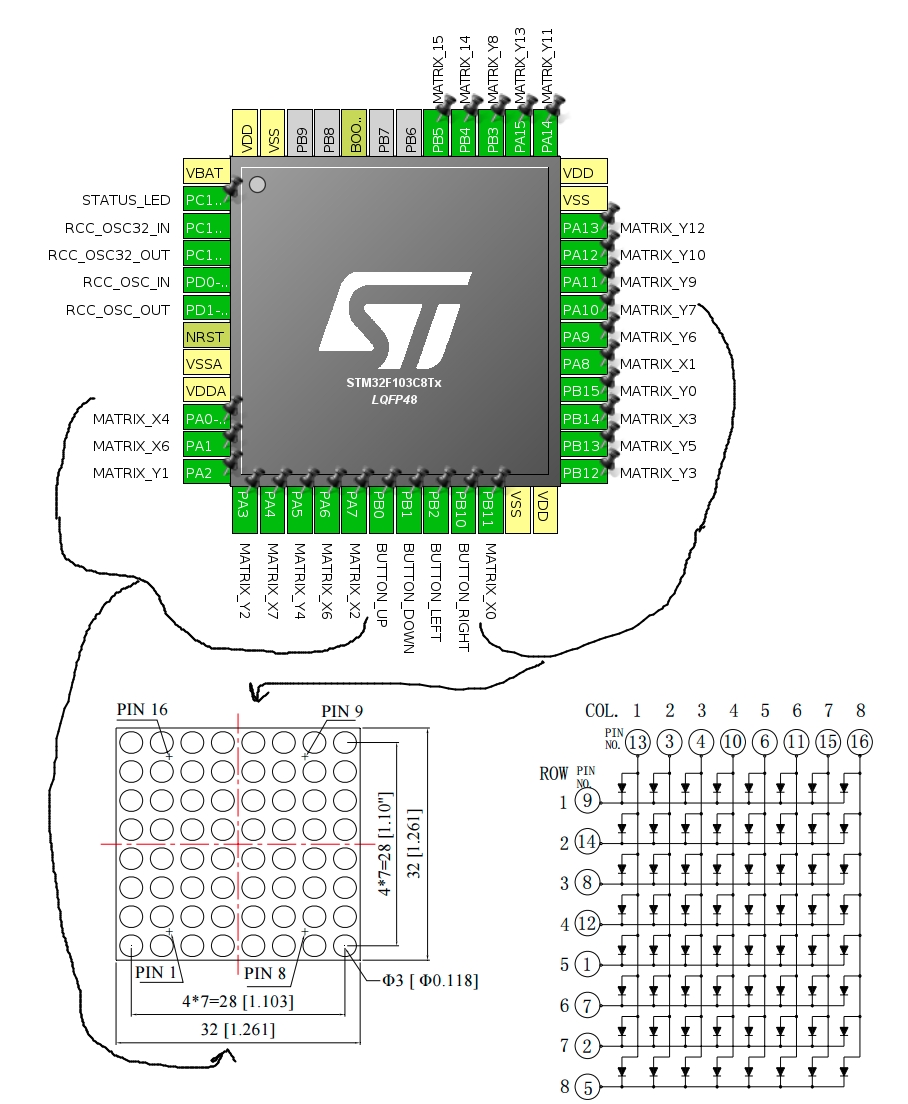 MATRIX_15
MATRIX_14
MATRIX_Y8
MATRIX_Y13
MATRIX_Y11
VDD
VSS
PB9
PB8
BOO..
PB7
PB6
PB5
PB4
PB3
PA15
PA14
VBAT
STATUS_LED PC1..
RCC_OSC32_IN PC1..
RCC_OSC32_OUT PC1..
RCC_OSC_IN PD0-..
RCC_OSC_OUT PD1-..
NRST
VSSA
VDDA
MATRIX_X4 PA0-..
MATRIX_X6 PA1
MATRIX_Y1 PA2
ST
STM32F103C8Tx
LQFP48
VDD
VSS
PA13 MATRIX_Y12
PA12 MATRIX_Y10
PA11 MATRIX_Y9
PA10 MATRIX_Y7
PA9 MATRIX_Y6
PA8 MATRIX_X1
PB15 MATRIX_Y0
PB14 MATRIX_X3
PB13 MATRIX_Y5
PB12 MATRIX_Y3
PA3
PA4
PA5
PA6
PA7
PB0
PB1
PB2
PB10
PB11
VSS
VDD
MATRIX_Y2
MATRIX_X7
MATRIX_Y4
MATRIX_X6
MATRIX_X2
BUTTON_UP
BUTTON_DOWN
BUTTON_LEFT
BUTTON_RIGHT
MATRIX_X0
PIN 16
PIN 9
4*7=28 [1.10"]
32 [1.261]
PIN 1
PIN 8
Φ3 [ Φ0.118]
4*7=28 [1.103]
32 [1.261]
COL. 1 2 3 4 5 6 7 8
PIN
NO. 13 3 4 10 6 11 15 16
ROW PIN
NO.
1 9
2 14
3 8
4 12
5 1
6 7
7 2
8 5